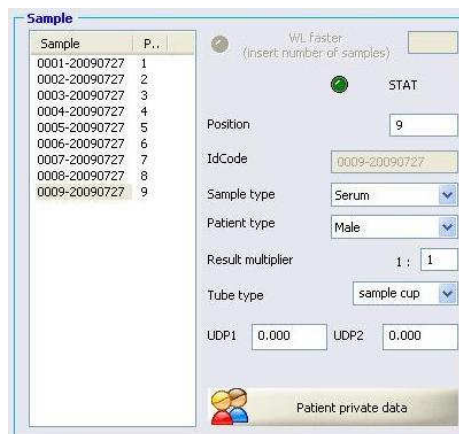 Sample
Sample P..
0001-20090727 1
0002-20090727 2
0003-20090727 3
0004-20090727 4
0005-20090727 5
0006-20090727 6
0007-20090727 7
0008-20090727 8
0009-20090727 9
WL faster
(insert number of samples)
STAT
Position 9
IdCode 0009-20090727
Sample type Serum
Patient type Male
Result multiplier 1 : 1
Tube type sample cup
UDP1 0.000 UDP2 0.000
Patient private data